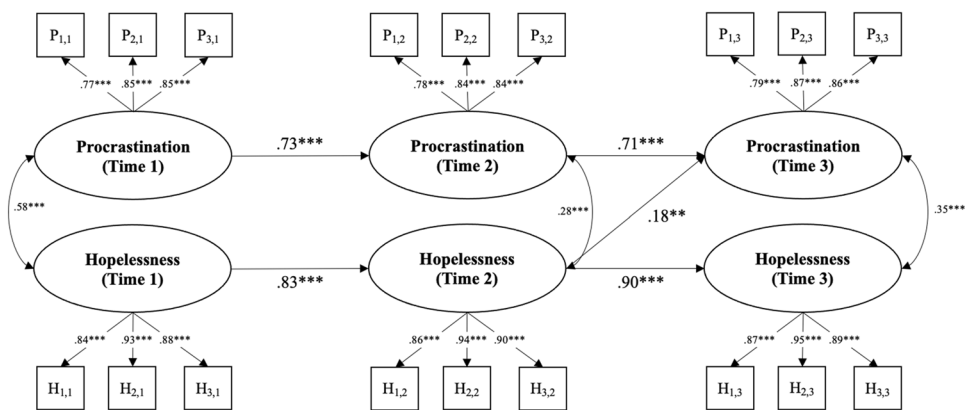 P1,1 P2,1 P3,1 P1,2 P2,2 P3,2 P1,3 P2,3 P3,3
.77*** .85*** .85*** .78*** .84*** .84*** .79*** .87*** .86***
Procrastination
(Time 1)
.73***
Procrastination
(Time 2)
.71***
Procrastination
(Time 3)
.58*** .28*** .18** .35***
Hopelessness
(Time 1)
.83***
Hopelessness
(Time 2)
.90***
Hopelessness
(Time 3)
.84*** .93*** .88*** .86*** .94*** .90*** .87*** .95*** .89***
H1,1 H2,1 H3,1 H1,2 H2,2 H3,2 H1,3 H2,3 H3,3